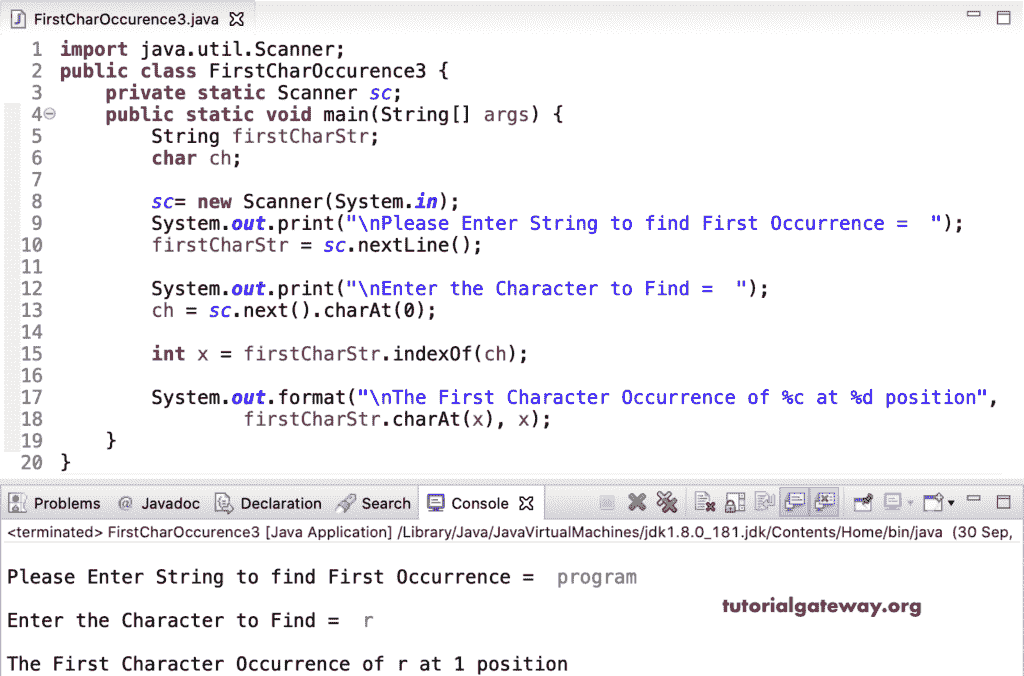 FirstCharOccurence3.java
1 import java.util.Scanner;
2 public class FirstCharOccurence3 {
3     private static Scanner sc;
4     public static void main(String[] args) {
5         String firstCharStr;
6         char ch;
7
8         sc= new Scanner(System.in);
9         System.out.print("\nPlease Enter String to find First Occurrence =  ");
10         firstCharStr = sc.nextLine();
11
12         System.out.print("\nEnter the Character to Find =  ");
13         ch = sc.next().charAt(0);
14
15         int x = firstCharStr.indexOf(ch);
16
17         System.out.format("\nThe First Character Occurrence of %c at %d position",
18                 firstCharStr.charAt(x), x);
19     }
20 }
Problems @ Javadoc Declaration Search Console
<terminated> FirstCharOccurence3 [Java Application] /Library/Java/JavaVirtualMachines/jdk1.8.0_181.jdk/Contents/Home/bin/java (30 Sep,
Please Enter String to find First Occurrence =  program
tutorialgateway.org
Enter the Character to Find =  r
The First Character Occurrence of r at 1 position